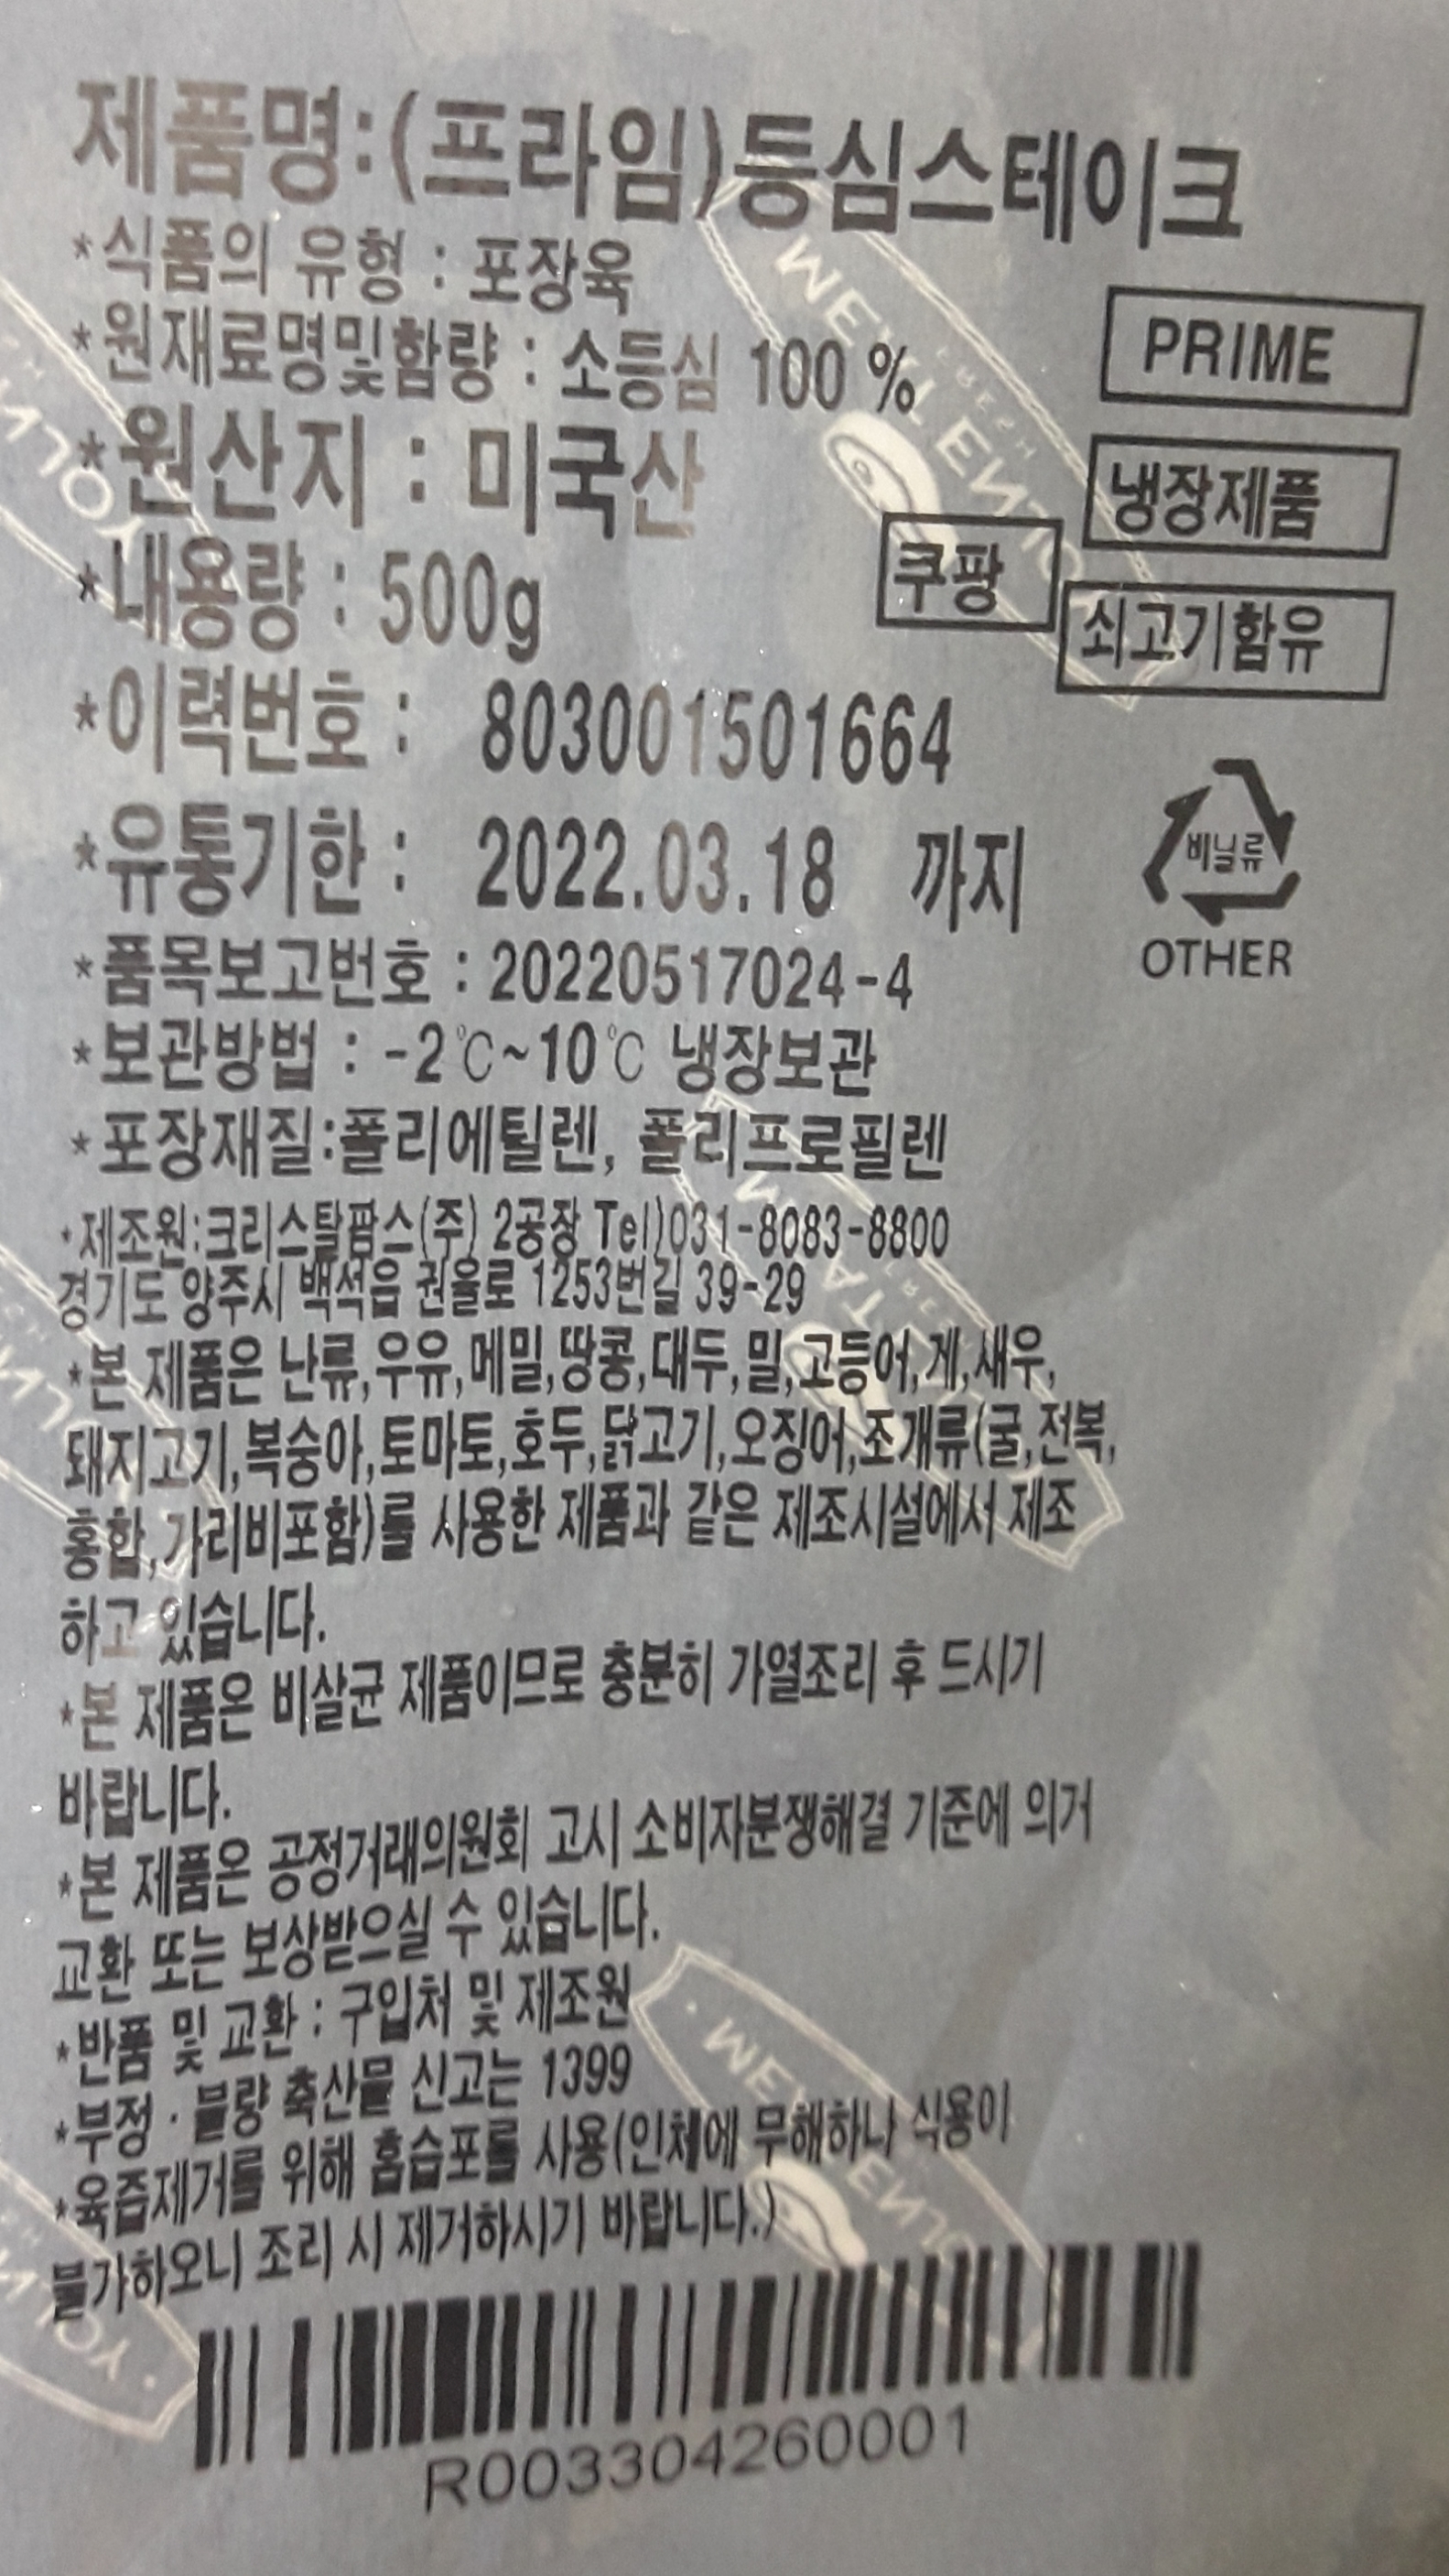 제품명:(프라임)등심스테이크
*식품의 유형 : 포장육
*원재료명및함량 : 소등심 100 %
PRIME
*원산지 : 미국산
냉장제품
쿠팡
*내용량 : 500g
쇠고기함유
*이력번호 : 803001501664
*유통기한 : 2022.03.18 까지
비닐류
OTHER
*품목보고번호 : 20220517024-4
*보관방법 : -2℃~10℃ 냉장보관
*포장재질:폴리에틸렌, 폴리프로필렌
*제조원:크리스탈팜스(주) 2공장 Tel)031-8083-8800
경기도 양주시 백석읍 권율로 1253번길 39-29
*본 제품은 난류,우유,메밀,땅콩,대두,밀,고등어,게,새우,
돼지고기,복숭아,토마토,호두,닭고기,오징어,조개류(굴,전복,
홍합,가리비포함)를 사용한 제품과 같은 제조시설에서 제조
하고 있습니다.
*본 제품은 비살균 제품이므로 충분히 가열조리 후 드시기
바랍니다.
*본 제품은 공정거래위원회 고시 소비자분쟁해결 기준에 의거
교환 또는 보상받으실 수 있습니다.
*반품 및 교환 : 구입처 및 제조원
*부정 · 불량 축산물 신고는 1399
*육즙제거를 위해 흡습포를 사용(인체에 무해하나 식용이
불가하오니 조리 시 제거하시기 바랍니다.)
R003304260001